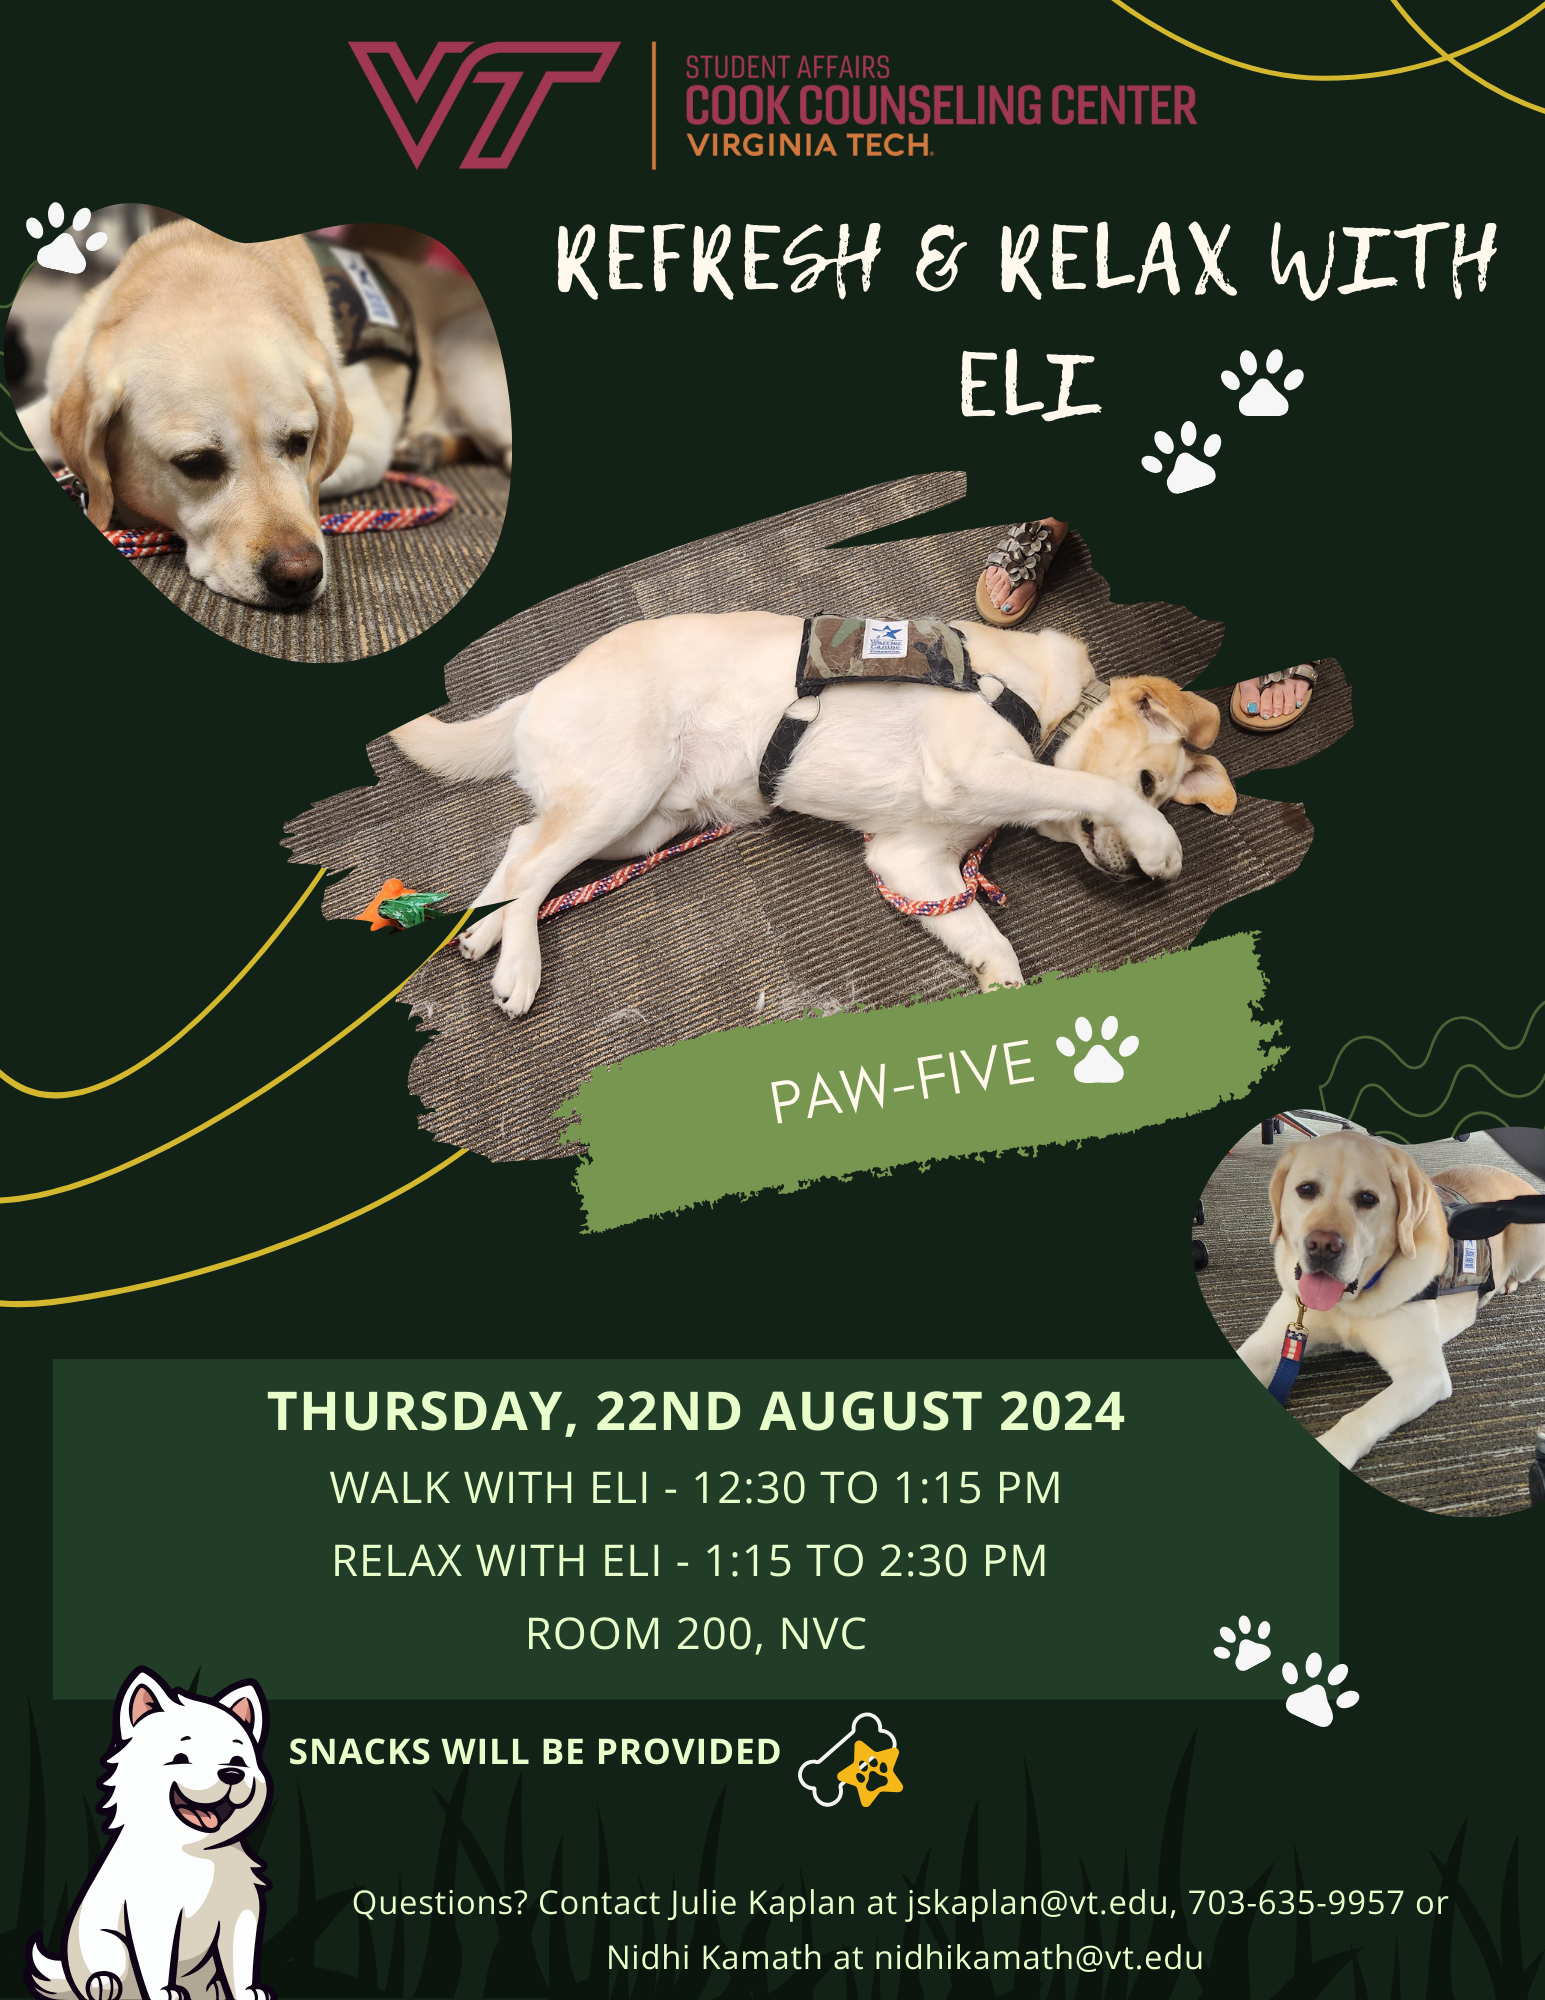 VT
STUDENT AFFAIRS
COOK COUNSELING CENTER
VIRGINIA TECH.
REFRESH & RELAX WITH
ELI
Warrior
Canine
PAW-FIVE
THURSDAY, 22ND AUGUST 2024
WALK WITH ELI - 12:30 TO 1:15 PM
RELAX WITH ELI - 1:15 TO 2:30 PM
ROOM 200, NVC
SNACKS WILL BE PROVIDED
Questions? Contact Julie Kaplan at jskaplan@vt.edu, 703-635-9957 or
Nidhi Kamath at nidhikamath@vt.edu